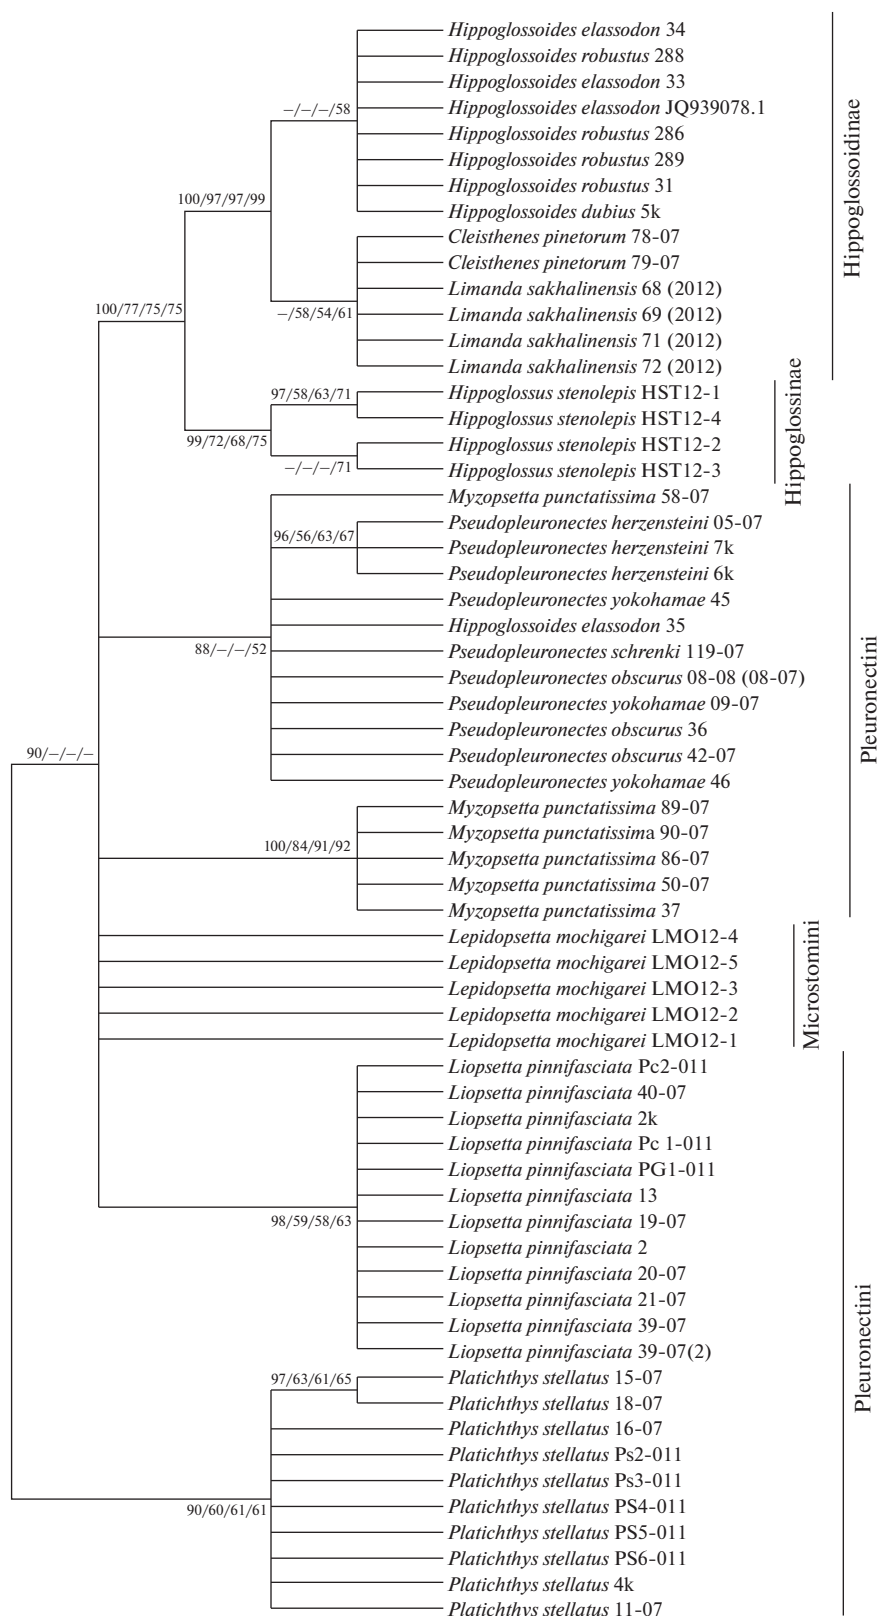 Hippoglossoides elassodon 34
Hippoglossoides robustus 288
Hippoglossoides elassodon 33
−/−/−/58
Hippoglossoides elassodon JQ939078.1
Hippoglossoides robustus 286
Hippoglossoides robustus 289
Hippoglossoides robustus 31
100/97/97/99
Hippoglossoides dubius 5k
Cleisthenes pinetorum 78-07
Cleisthenes pinetorum 79-07
Limanda sakhalinensis 68 (2012)
100/77/75/75
−/58/54/61
Limanda sakhalinensis 69 (2012)
Limanda sakhalinensis 71 (2012)
Limanda sakhalinensis 72 (2012)
Hippoglossoidinae
97/58/63/71
Hippoglossus stenolepis HST12-1
Hippoglossus stenolepis HST12-4
99/72/68/75
Hippoglossus stenolepis HST12-2
−/−/−/71
Hippoglossus stenolepis HST12-3
Hippoglossinae
Myzopsetta punctatissima 58-07
Pseudopleuronectes herzensteini 05-07
96/56/63/67
Pseudopleuronectes herzensteini 7k
Pseudopleuronectes herzensteini 6k
Pseudopleuronectes yokohamae 45
Hippoglossoides elassodon 35
88/−/−/52
Pseudopleuronectes schrenki 119-07
Pseudopleuronectes obscurus 08-08 (08-07)
Pseudopleuronectes yokohamae 09-07
Pseudopleuronectes obscurus 36
90/−/−/−
Pseudopleuronectes obscurus 42-07
Pseudopleuronectes yokohamae 46
Myzopsetta punctatissima 89-07
Myzopsetta punctatissima 90-07
100/84/91/92
Myzopsetta punctatissima 86-07
Myzopsetta punctatissima 50-07
Myzopsetta punctatissima 37
Pleuronectini
Lepidopsetta mochigarei LMO12-4
Lepidopsetta mochigarei LMO12-5
Lepidopsetta mochigarei LMO12-3
Lepidopsetta mochigarei LMO12-2
Lepidopsetta mochigarei LMO12-1
Microstomini
Liopsetta pinnifasciata Pc2-011
Liopsetta pinnifasciata 40-07
Liopsetta pinnifasciata 2k
Liopsetta pinnifasciata Pc 1-011
Liopsetta pinnifasciata PG1-011
Liopsetta pinnifasciata 13
98/59/58/63
Liopsetta pinnifasciata 19-07
Liopsetta pinnifasciata 2
Liopsetta pinnifasciata 20-07
Liopsetta pinnifasciata 21-07
Liopsetta pinnifasciata 39-07
Liopsetta pinnifasciata 39-07(2)
97/63/61/65
Platichthys stellatus 15-07
Platichthys stellatus 18-07
Platichthys stellatus 16-07
Platichthys stellatus Ps2-011
Platichthys stellatus Ps3-011
90/60/61/61
Platichthys stellatus PS4-011
Platichthys stellatus PS5-011
Platichthys stellatus PS6-011
Platichthys stellatus 4k
Platichthys stellatus 11-07
Pleuronectini